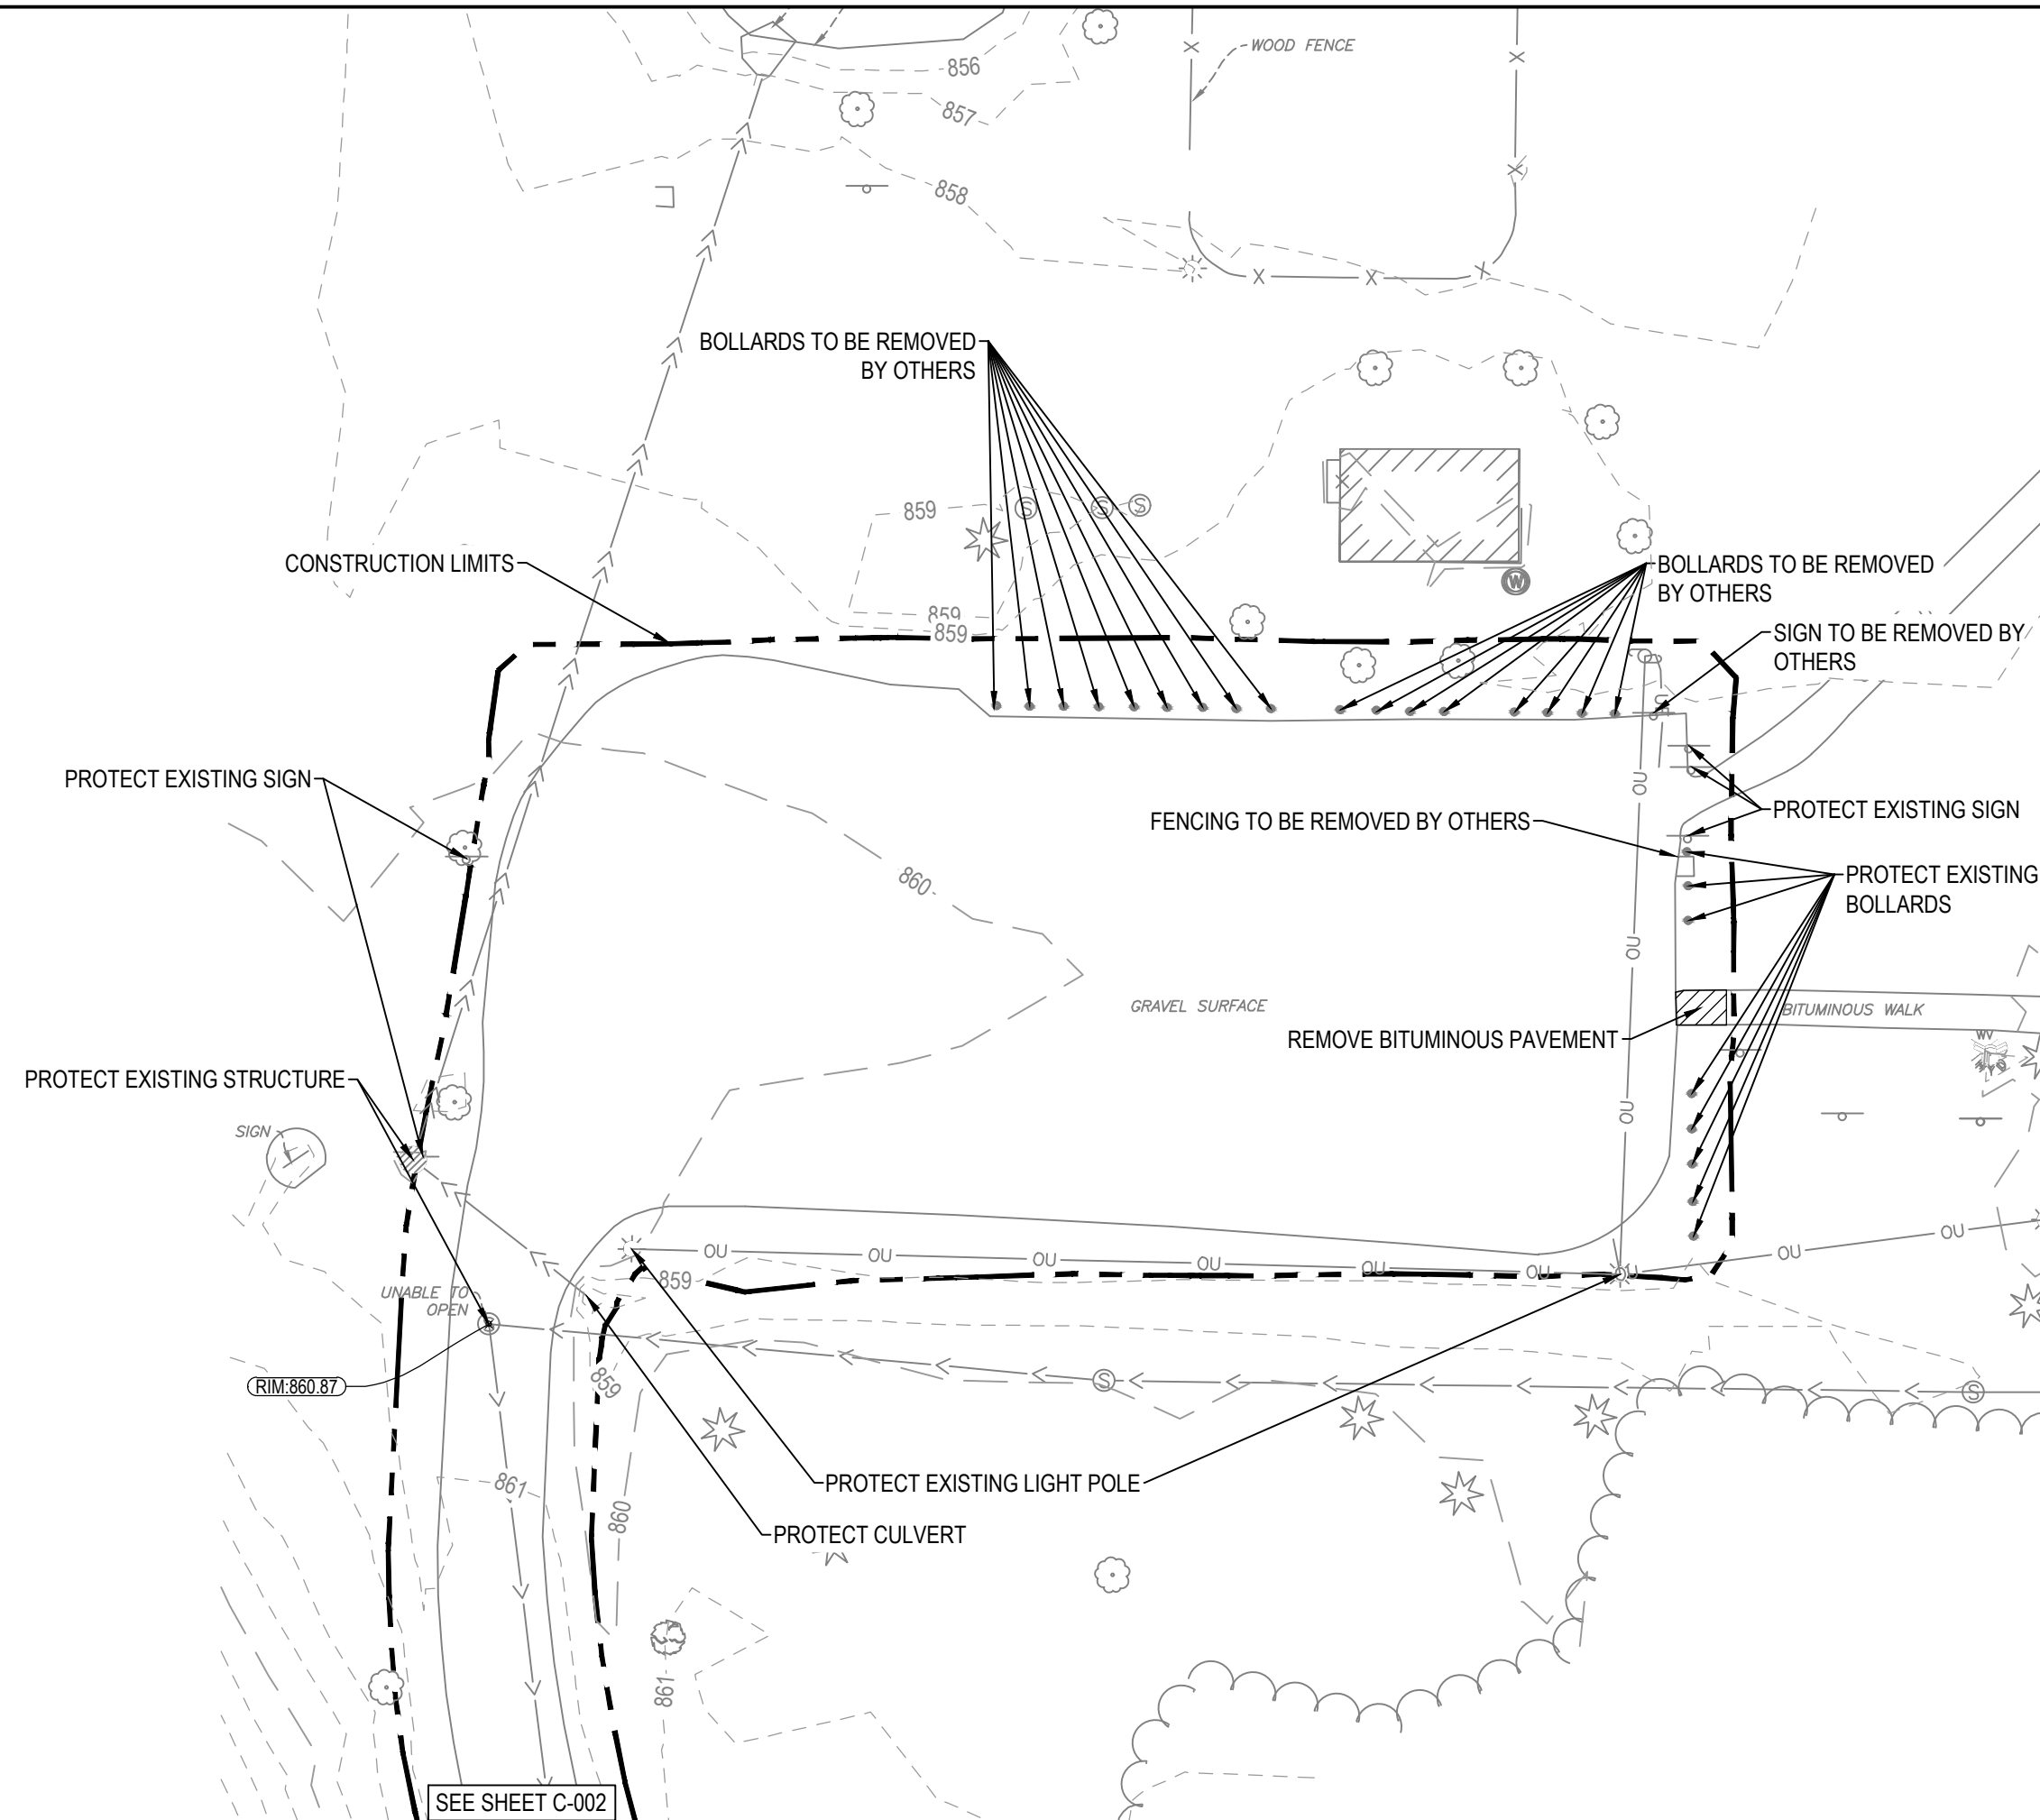 WOOD FENCE
856
857
858
BOLLARDS TO BE REMOVED
BY OTHERS
859
CONSTRUCTION LIMITS
BOLLARDS TO BE REMOVED
BY OTHERS
859
859
SIGN TO BE REMOVED BY
OTHERS
S
S
S
W
PROTECT EXISTING SIGN
OU
OU
PROTECT EXISTING SIGN
FENCING TO BE REMOVED BY OTHERS
860
PROTECT EXISTING
BOLLARDS
OU
GRAVEL SURFACE
BITUMINOUS WALK
REMOVE BITUMINOUS PAVEMENT
WV
PROTECT EXISTING STRUCTURE
OU
SIGN
OU
OU
OU
OU
OU
OU
OU
OU
OU
859
UNABLE TO
OPEN
S
RIM:860.87
859
S
S
861
PROTECT EXISTING LIGHT POLE
860
PROTECT CULVERT
861
SEE SHEET C-002